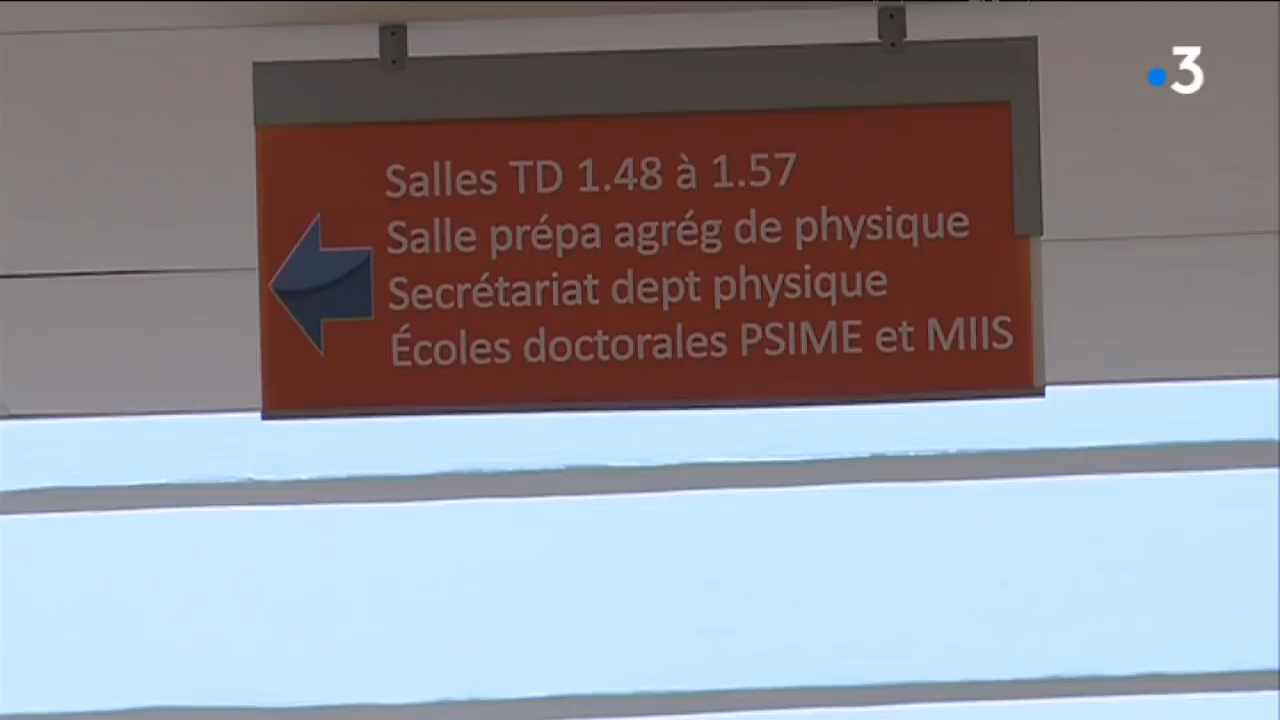 3
Salles TD 1.48 à 1.57
Salle prépa agrég de physique
Secrétariat dept physique
Écoles doctorales PSIME et MIIS